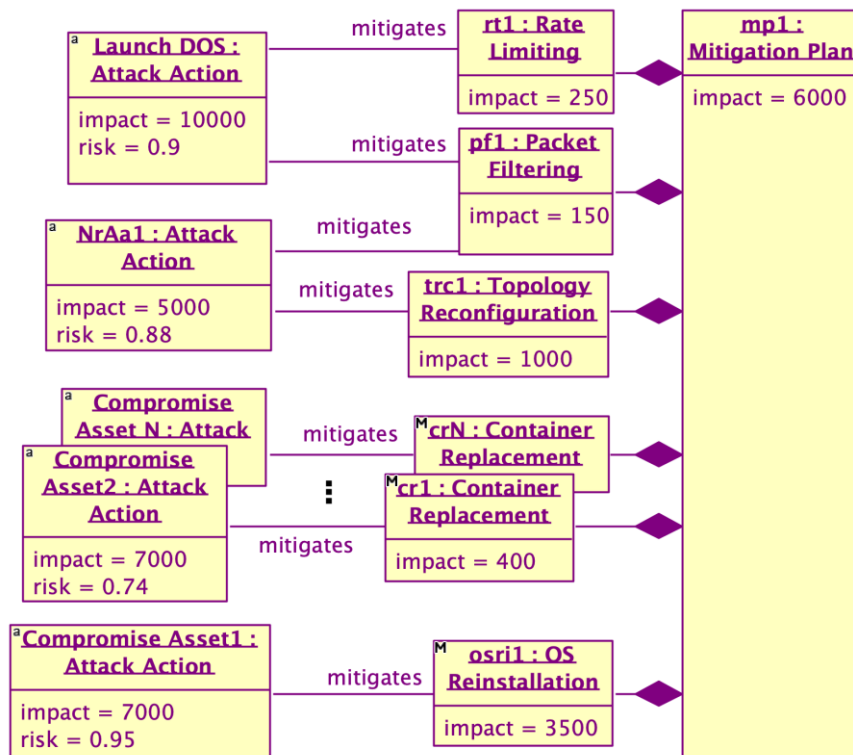 a
Launch DOS :
Attack Action
impact = 10000
risk = 0.9
mitigates
rt1 : Rate
Limiting
impact = 250
mp1 :
Mitigation Plan
impact = 6000
mitigates
pf1 : Packet
Filtering
impact = 150
a
NrAa1 : Attack
Action
impact = 5000
risk = 0.88
mitigates
mitigates
trc1 : Topology
Reconfiguration
impact = 1000
a
Compromise
Asset N : Attack
mitigates
M
crN : Container
Replacement
a
Compromise
Asset2 : Attack
Action
impact = 7000
risk = 0.74
mitigates
M
cr1 : Container
Replacement
impact = 400
a
Compromise Asset1 :
Attack Action
impact = 7000
risk = 0.95
mitigates
M
osri1 : OS
Reinstallation
impact = 3500